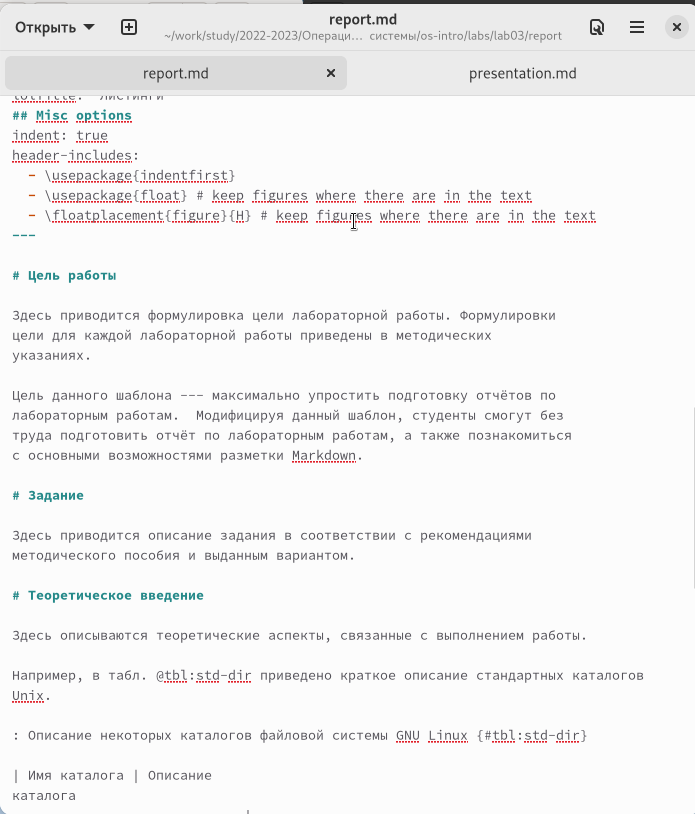 Открыть
report.md
~/work/study/2022-2023/Операци… системы/os-intro/labs/lab03/report
report.md
presentation.md
lolTitle: "Листинги"
## Misc options
indent: true
header-includes:
- \usepackage{indentfirst}
- \usepackage{float} # keep figures where there are in the text
- \floatplacement{figure}{H} # keep figures where there are in the text
---
# Цель работы
Здесь приводится формулировка цели лабораторной работы. Формулировки
цели для каждой лабораторной работы приведены в методических
указаниях.
Цель данного шаблона --- максимально упростить подготовку отчётов по
лабораторным работам.  Модифицируя данный шаблон, студенты смогут без
труда подготовить отчёт по лабораторным работам, а также познакомиться
с основными возможностями разметки Markdown.
# Задание
Здесь приводится описание задания в соответствии с рекомендациями
методического пособия и выданным вариантом.
# Теоретическое введение
Здесь описываются теоретические аспекты, связанные с выполнением работы.
Например, в табл. @tbl:std-dir приведено краткое описание стандартных каталогов
Unix.
: Описание некоторых каталогов файловой системы GNU Linux {#tbl:std-dir}
| Имя каталога | Описание
каталога